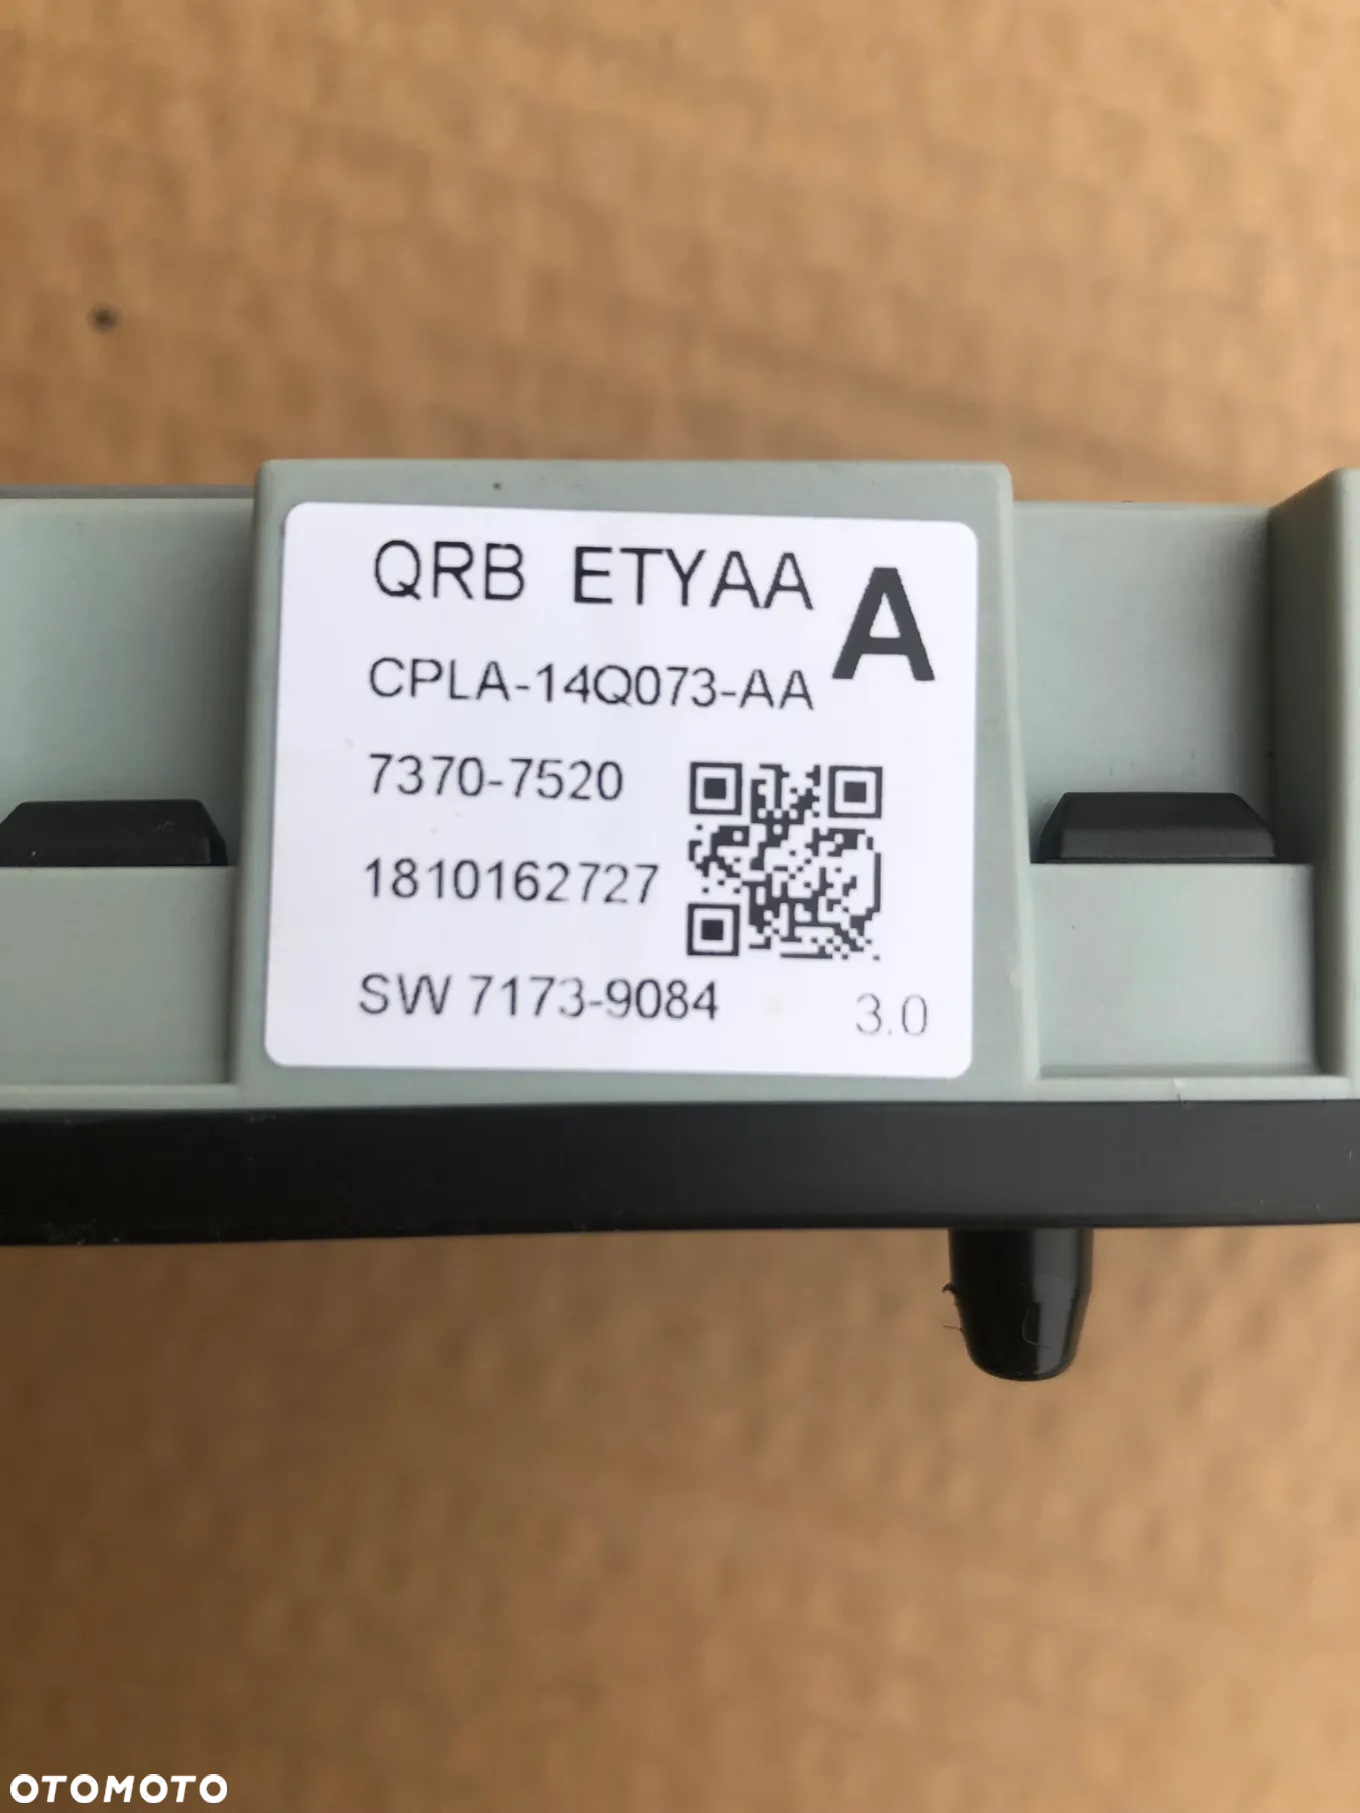 QRB ETYAA
A
CPLA-14Q073-AA
7370-7520
1810162727
SW 7173-9084
3.0
OTOMOTO